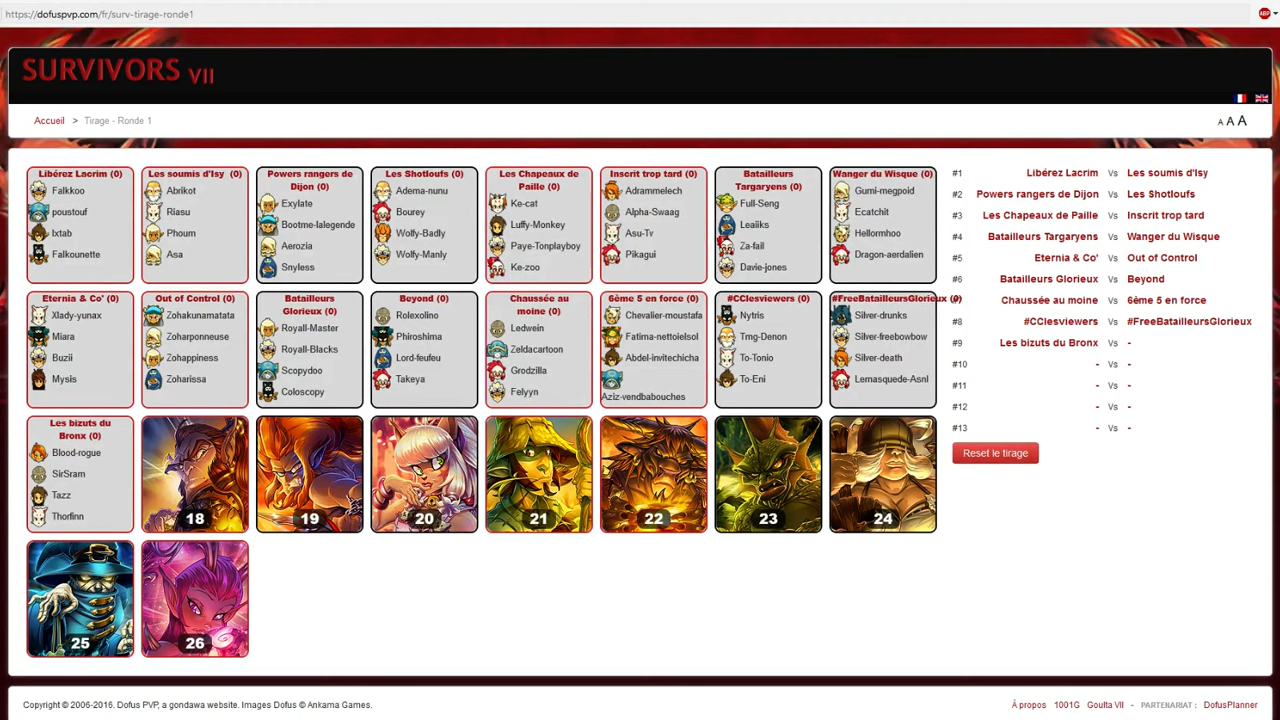 https://dofuspvp.com/fr/surv-tirage-ronde1
ABP
SURVIVORS VII
Accueil > Tirage - Ronde 1
A A A
Libérez Lacrim (0)
Falkkoo
poustouf
Ixtab
Falkounette
Les soumis d'Isy (0)
Abrikot
Riasu
Phoum
Asa
Powers rangers de
Dijon (0)
Exylate
Bootme-lalegende
Aerozia
Snyless
Les Shotloufs (0)
Adema-nunu
Bourey
Wolfy-Badly
Wolfy-Manly
Les Chapeaux de
Paille (0)
Ke-cat
Luffy-Monkey
Paye-Tonplayboy
Ke-zoo
Inscrit trop tard (0)
Adrammelech
Alpha-Swaag
Asu-Tv
Pikagui
Batailleurs
Targaryens (0)
Full-Seng
Leaiiks
Za-fail
Davie-jones
Wanger du Wisque (0)
Gumi-megpoid
Ecatchit
Hellormhoo
Dragon-aerdalien
Eternia & Co' (0)
Xlady-yunax
Miara
Buzii
Mysis
Out of Control (0)
Zohakunamatata
Zoharponneuse
Zohappiness
Zoharissa
Batailleurs
Glorieux (0)
Royall-Master
Royall-Blacks
Scopydoo
Coloscopy
Beyond (0)
Rolexolino
Phiroshima
Lord-feufeu
Takeya
Chaussée au
moine (0)
Ledwein
Zeldacartoon
Grodzilla
Felyyn
6ème 5 en force (0)
Chevalier-moustafa
Fatima-nettoielsol
Abdel-invitechicha
Aziz-vendbabouches
#CClesviewers (0)
Nytris
Tmg-Denon
To-Tonio
To-Eni
#FreeBatailleursGlorieux (0)
Silver-drunks
Silver-freebowbow
Silver-death
Lemasquede-Asnl
Les bizuts du
Bronx (0)
Blood-rogue
SirSram
Tazz
Thorfinn
18
19
20
21
22
23
24
25
26
#1 Libérez Lacrim Vs Les soumis d'Isy
#2 Powers rangers de Dijon Vs Les Shotloufs
#3 Les Chapeaux de Paille Vs Inscrit trop tard
#4 Batailleurs Targaryens Vs Wanger du Wisque
#5 Eternia & Co' Vs Out of Control
#6 Batailleurs Glorieux Vs Beyond
#7 Chaussée au moine Vs 6ème 5 en force
#8 #CClesviewers Vs #FreeBatailleursGlorieux
#9 Les bizuts du Bronx Vs -
#10 - Vs -
#11 - Vs -
#12 - Vs -
#13 - Vs -
Reset le tirage
Copyright © 2006-2016. Dofus PVP, a gondawa website. Images Dofus © Ankama Games.
À propos 1001G Goulta VII - PARTENARIAT : DofusPlanner